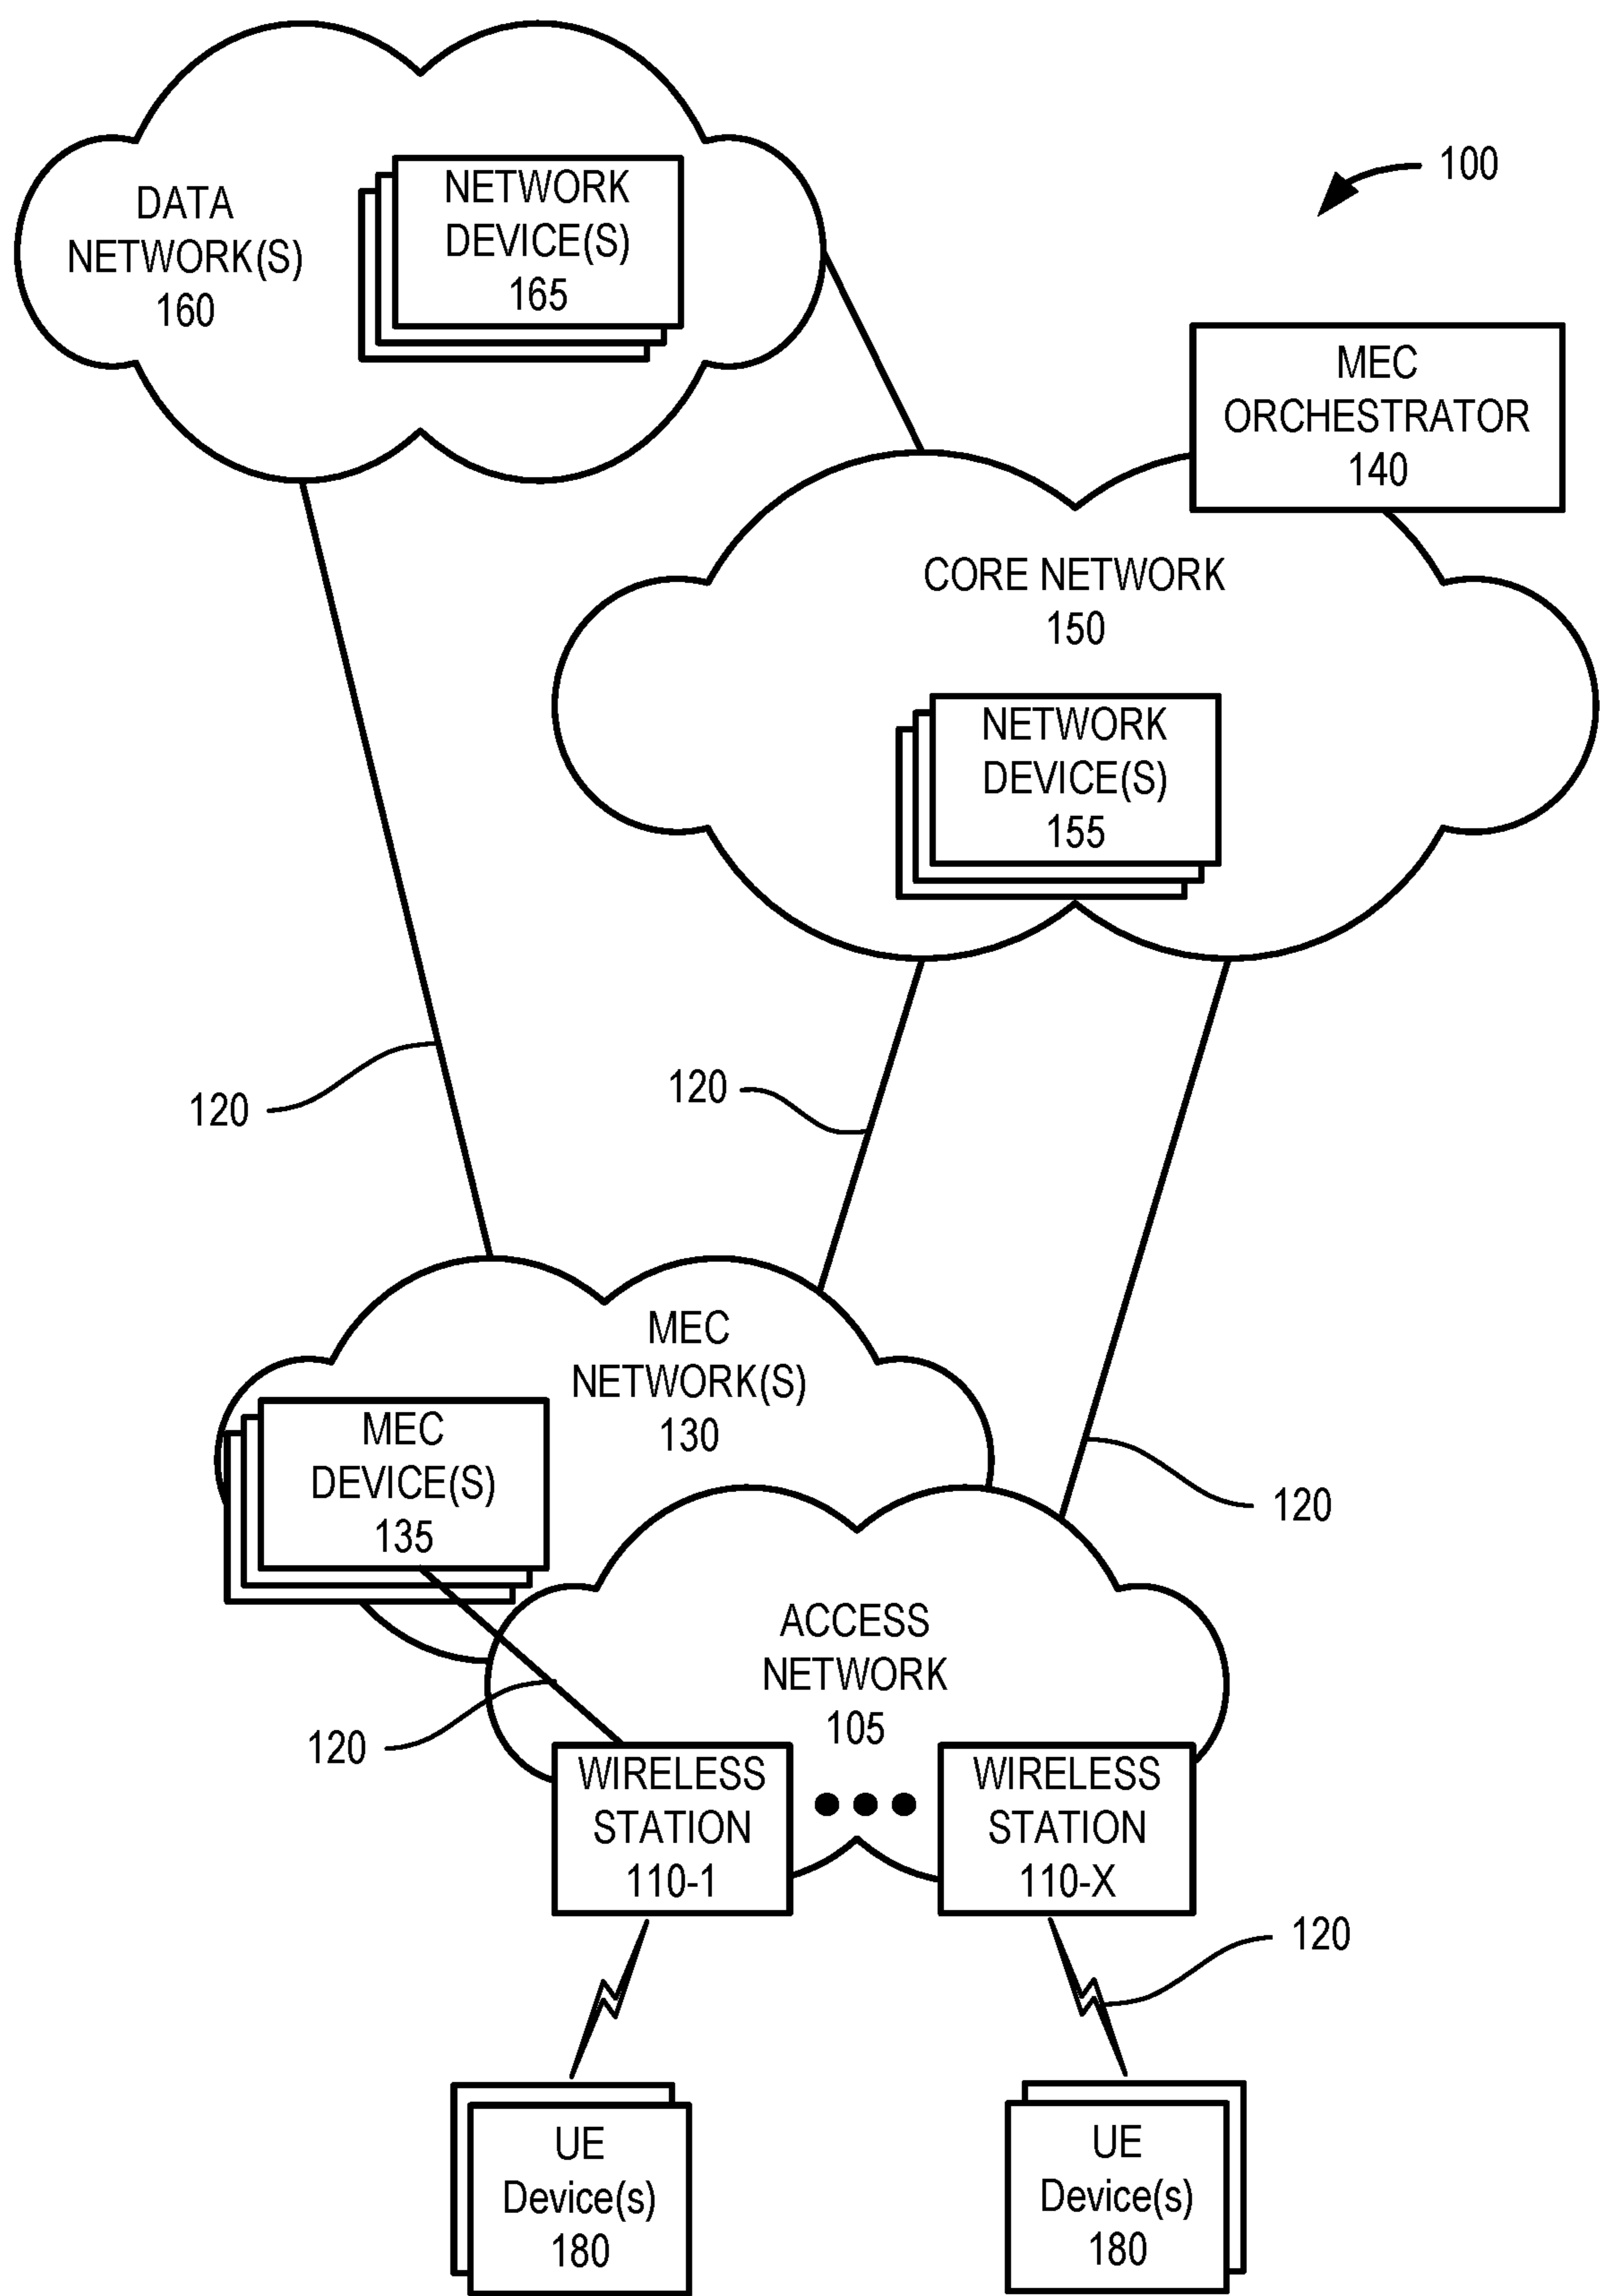 100
DATA
NETWORK(S)
160
NETWORK
DEVICE(S)
165
MEC
ORCHESTRATOR
140
CORE NETWORK
150
NETWORK
DEVICE(S)
155
120
120
120
MEC
NETWORK(S)
130
MEC
DEVICE(S)
135
ACCESS
NETWORK
105
120
WIRELESS
STATION
110-1
WIRELESS
STATION
110-X
120
UE
Device(s)
180
UE
Device(s)
180